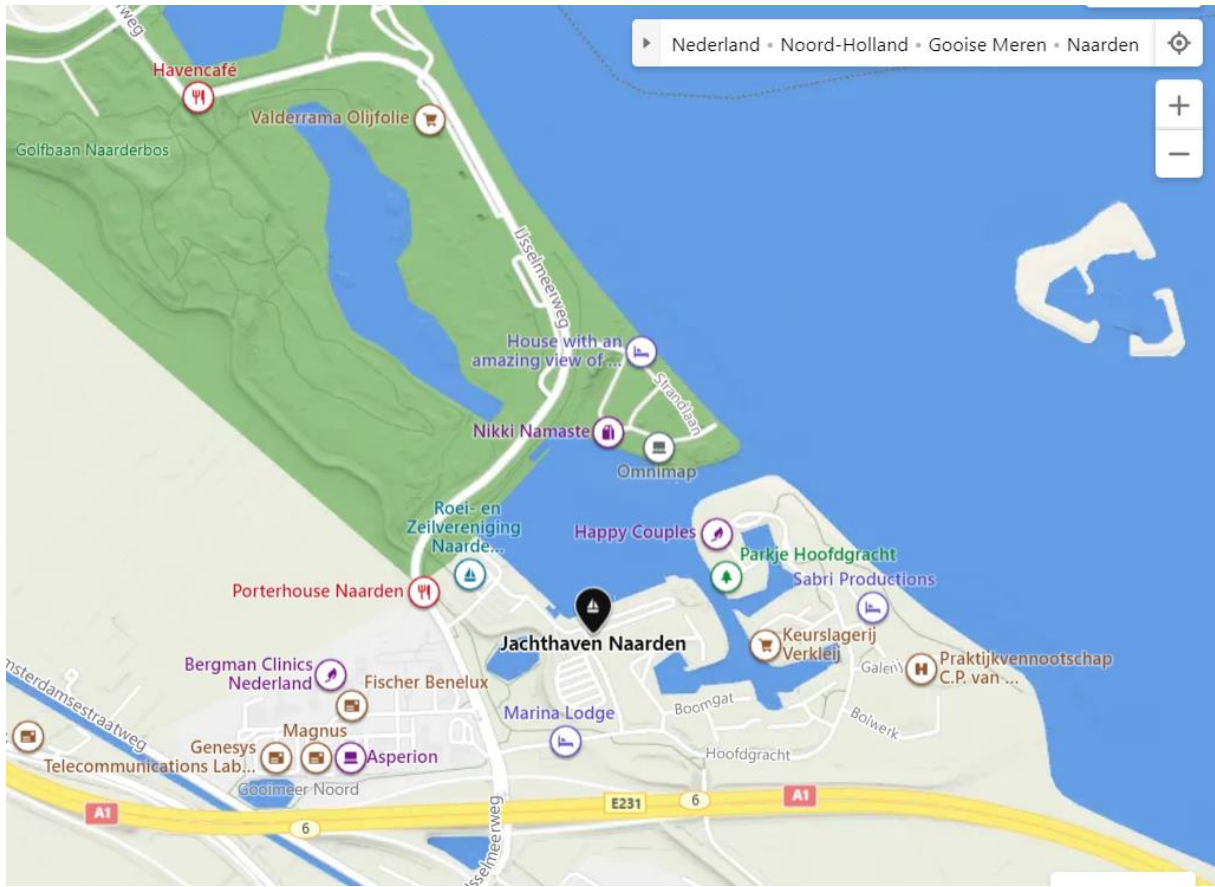 Nederland • Noord-Holland • Gooise Meren • Naarden
Havencafé
Valderrama Olijfolie
Golfbaan Naarderbos
IJsselmeerweg
House with an
amazing view of ...
Strandlaan
Nikki Namaste
Omnimap
Roei- en
Zeilvereniging
Naarde...
Happy Couples
Parkje Hoofdgracht
Sabri Productions
Porterhouse Naarden
Jachthaven Naarden
Keurslagerij
Verkleij
Galerij
Praktijkvennootschap
C.P. van ...
Bergman Clinics
Nederland
Fischer Benelux
Boomgat
Bolwerk
Marina Lodge
Magnus
Hoofdgracht
msterdamsestraatweg
Genesys
Telecommunications Lab...
Asperion
Gooimeer Noord
A1
E231
6
A1
6
sselmeerweg